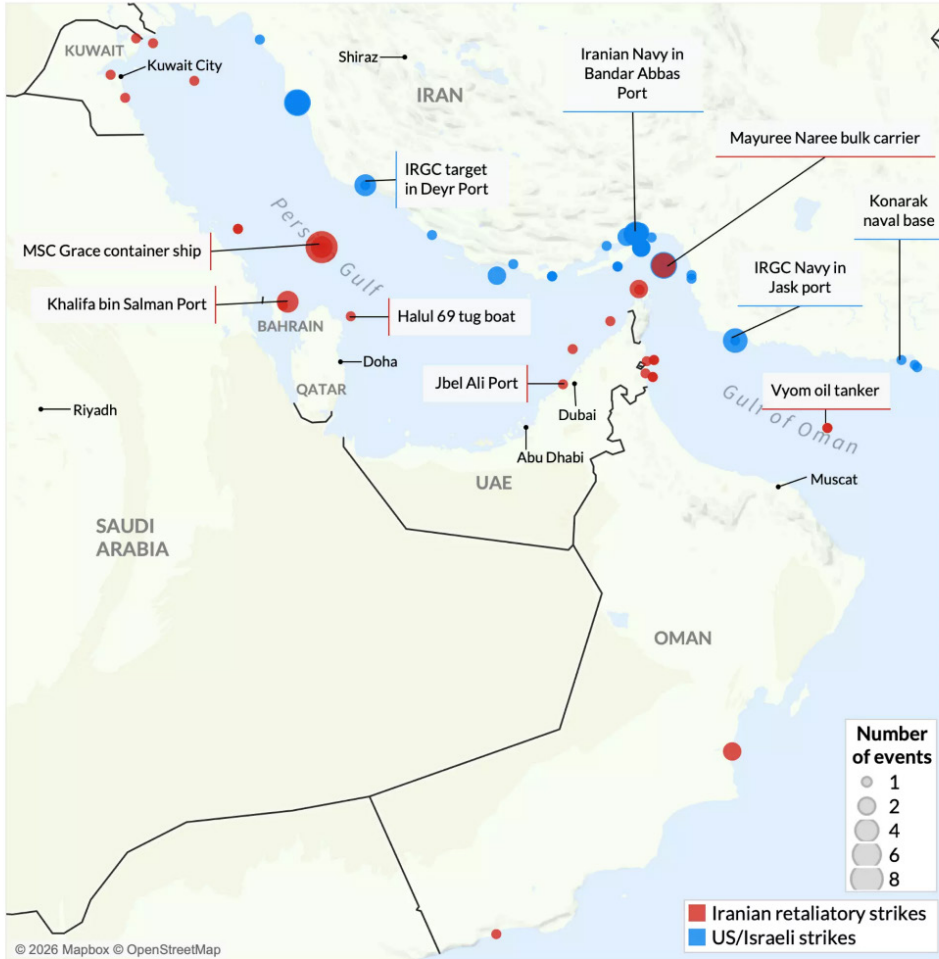 KUWAIT
Kuwait City
Shiraz
IRAN
Iranian Navy in
Bandar Abbas
Port
Mayuree Naree bulk carrier
IRGC target
in Deyr Port
Konarak
naval base
Persian Gulf
MSC Grace container ship
IRGC Navy in
Jask port
Khalifa bin Salman Port
BAHRAIN
Halul 69 tug boat
Doha
QATAR
Jbel Ali Port
Dubai
Vyom oil tanker
Gulf of Oman
Riyadh
Abu Dhabi
Muscat
UAE
SAUDI
ARABIA
OMAN
Number
of events
1
2
4
6
8
Iranian retaliatory strikes
US/Israeli strikes
© 2026 Mapbox © OpenStreetMap